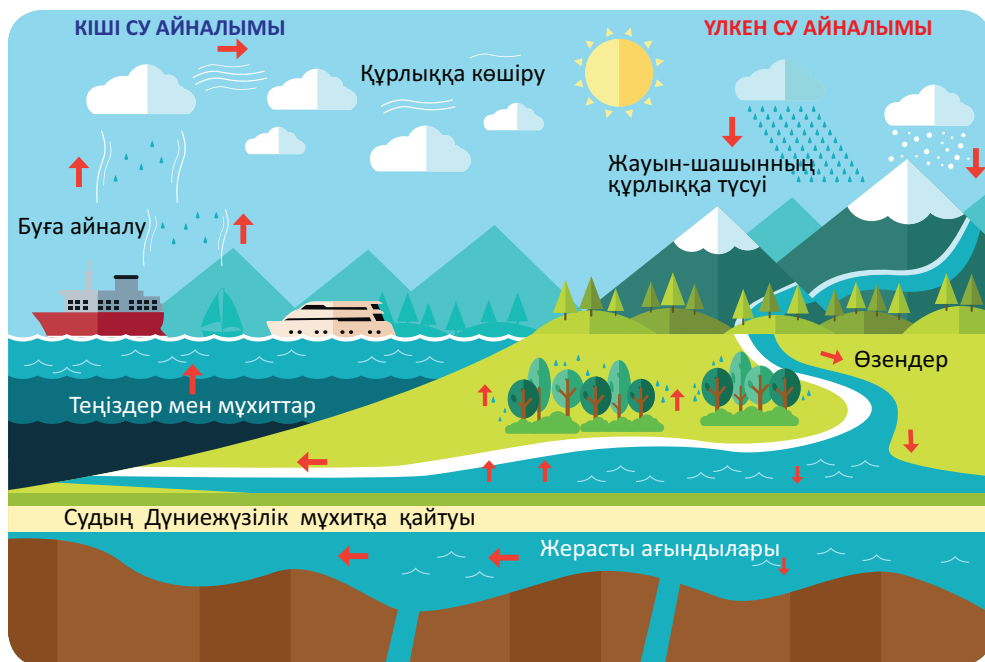 КІШІ СУ АЙНАЛЫМЫ
ҮЛКЕН СУ АЙНАЛЫМЫ
Құрлыққа көшіру
Жауын-шашынның
құрлыққа түсуі
Буға айналу
Өзендер
Теңіздер мен мұхиттар
Судың Дүниежүзілік мұхитқа қайтуы
Жерасты ағындылары